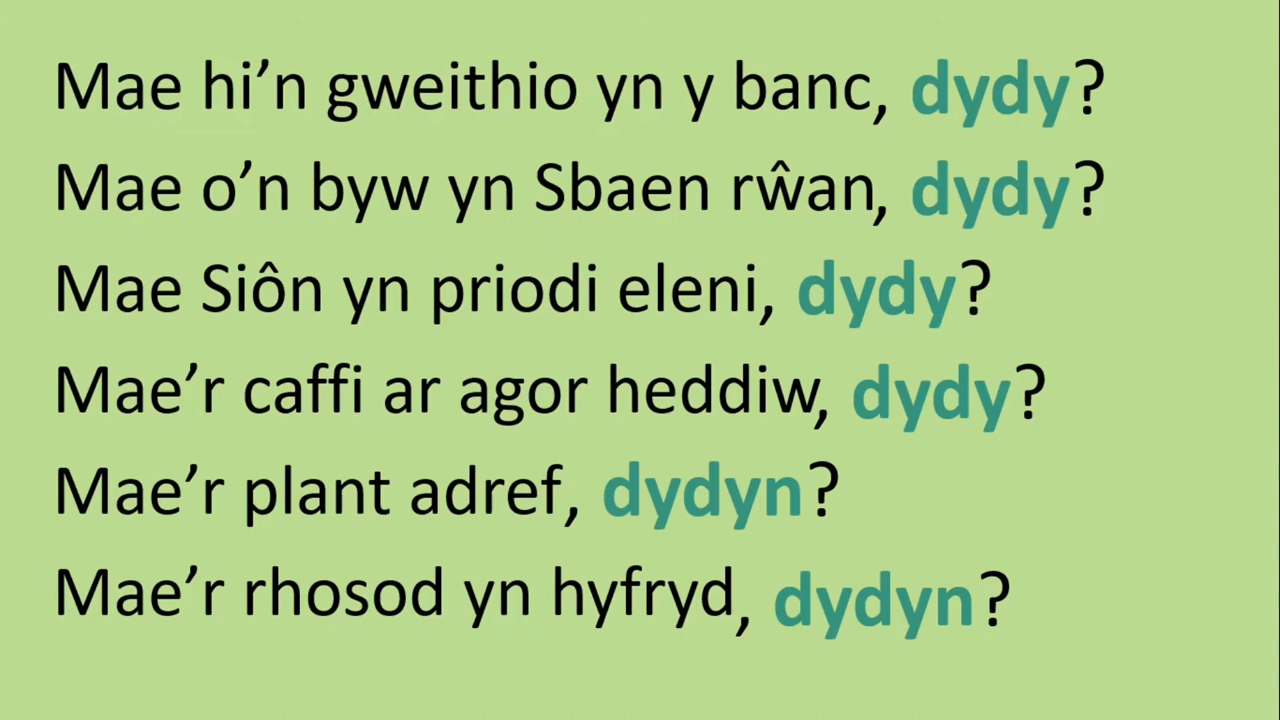 Mae hi’n gweithio yn y banc, dydy?
Mae o’n byw yn Sbaen rŵan, dydy?
Mae Siôn yn priodi eleni, dydy?
Mae’r caffi ar agor heddiw, dydy?
Mae’r plant adref, dydyn?
Mae’r rhosod yn hyfryd, dydyn?